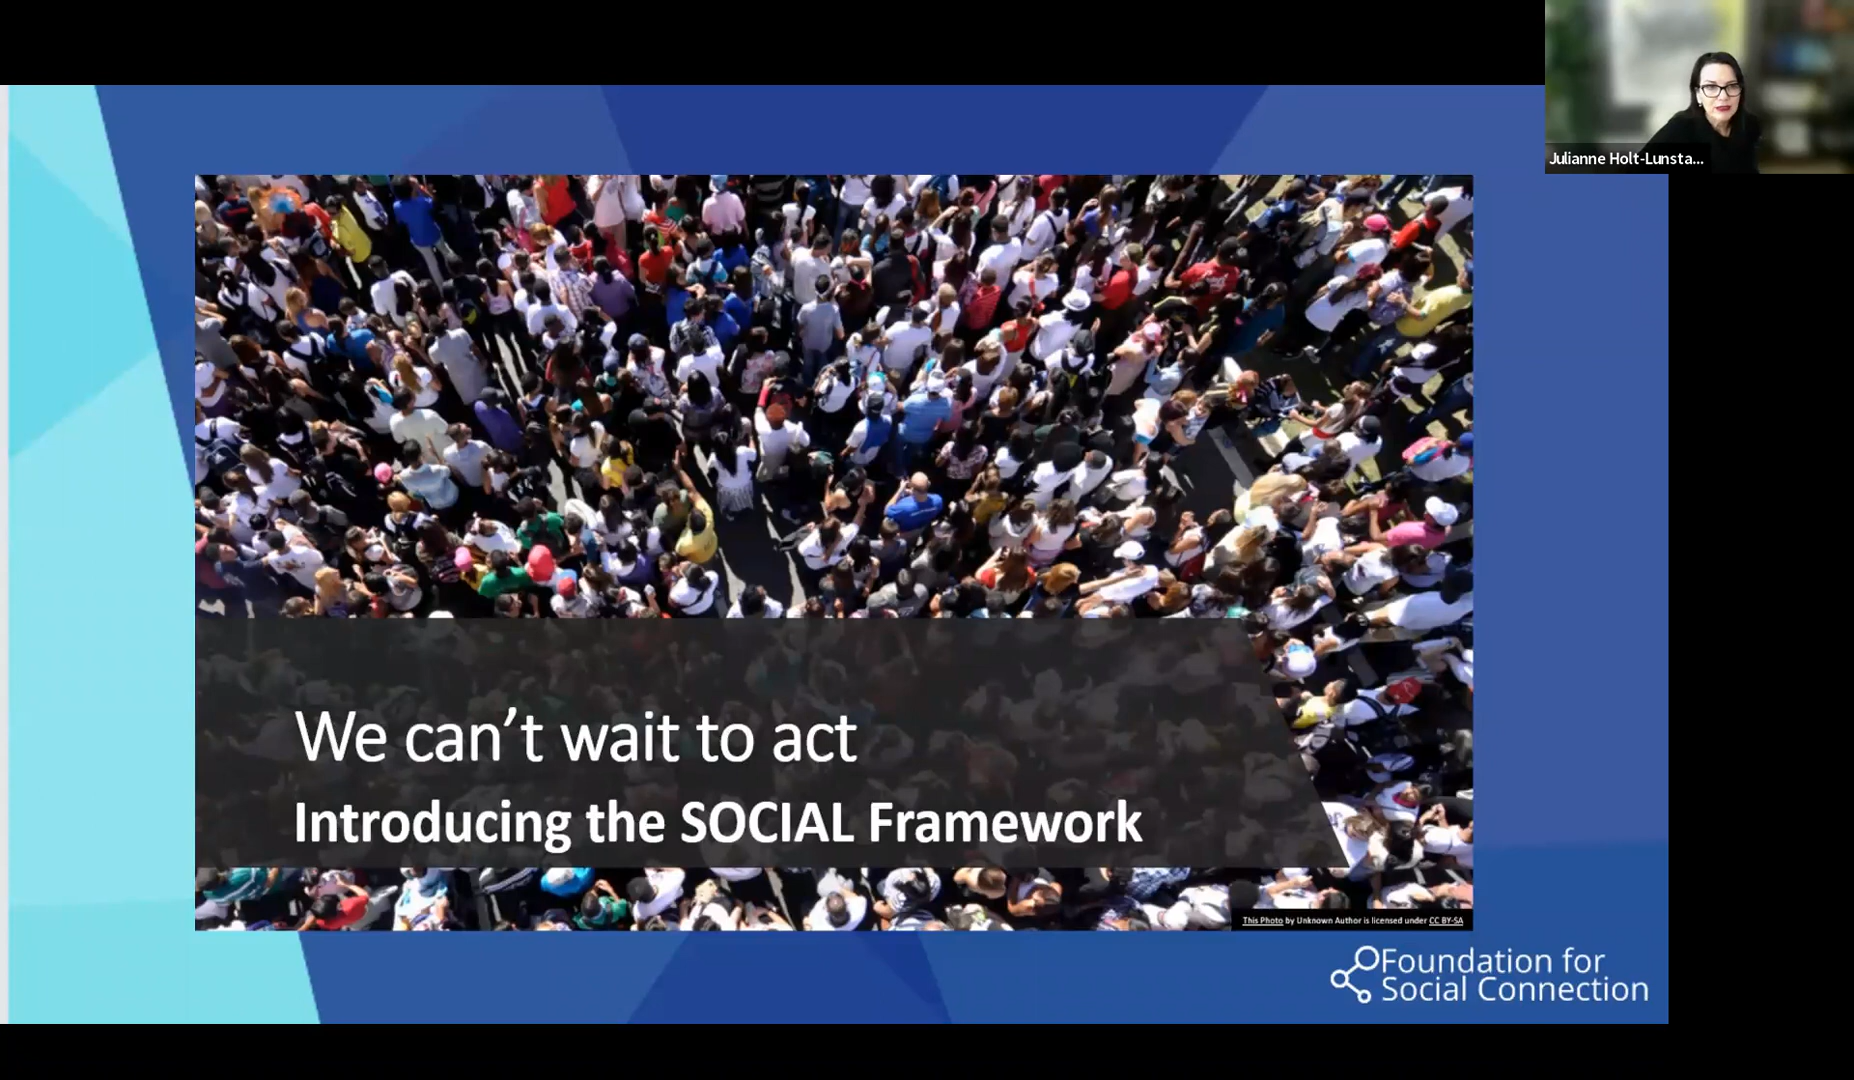 Julianne Holt-Lunsta...
We can't wait to act
Introducing the SOCIAL Framework
This Photo by Unknown Author is licensed under CC BY-SA
Foundation for
Social Connection